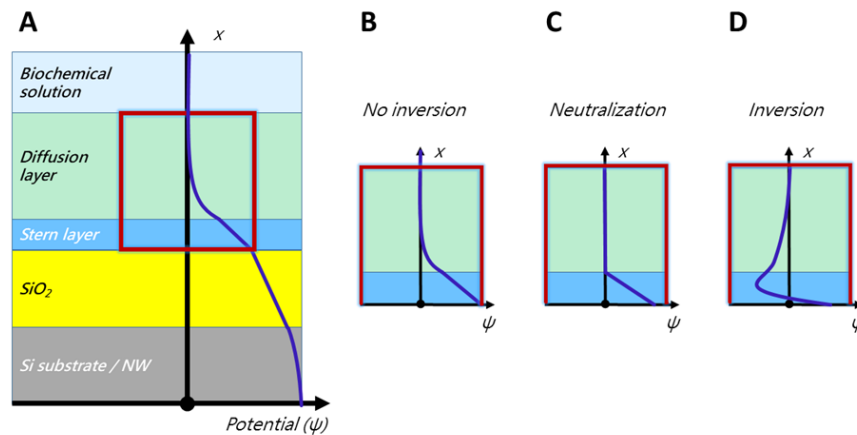 A
B
C
D
x
Biochemical
solution
Diffusion
layer
Stern layer
SiO₂
Si substrate / NW
Potential (ψ)
No inversion
x
ψ
Neutralization
x
ψ
Inversion
x
ψ